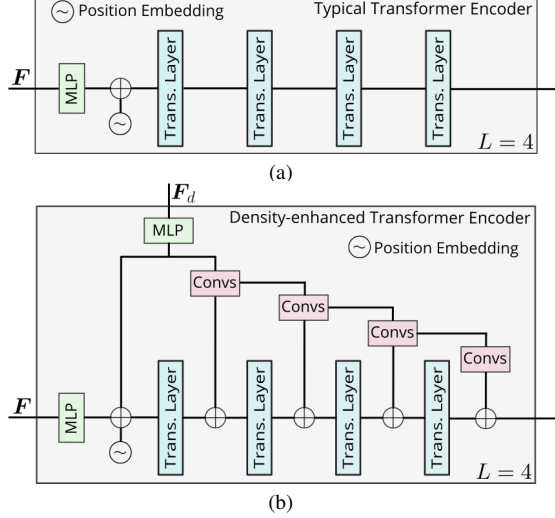 ~ Position Embedding
Typical Transformer Encoder
F
MLP
~
Trans. Layer
Trans. Layer
Trans. Layer
Trans. Layer
L = 4
(a)
F_d
MLP
Density-enhanced Transformer Encoder
~ Position Embedding
Convs
Convs
Convs
Convs
F
MLP
~
Trans. Layer
Trans. Layer
Trans. Layer
Trans. Layer
L = 4
(b)